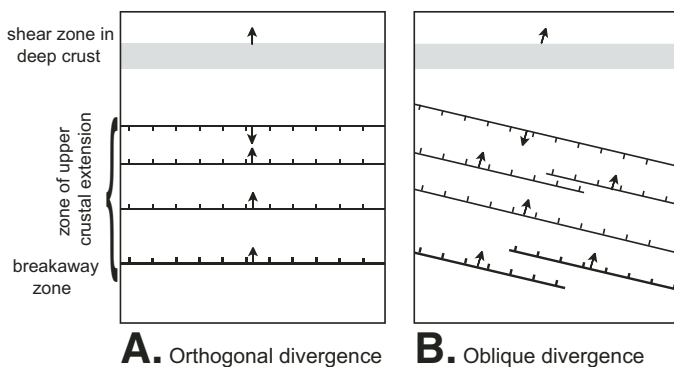 shear zone in
deep crust
zone of upper
crustal extension
breakaway
zone
A. Orthogonal divergence
B. Oblique divergence